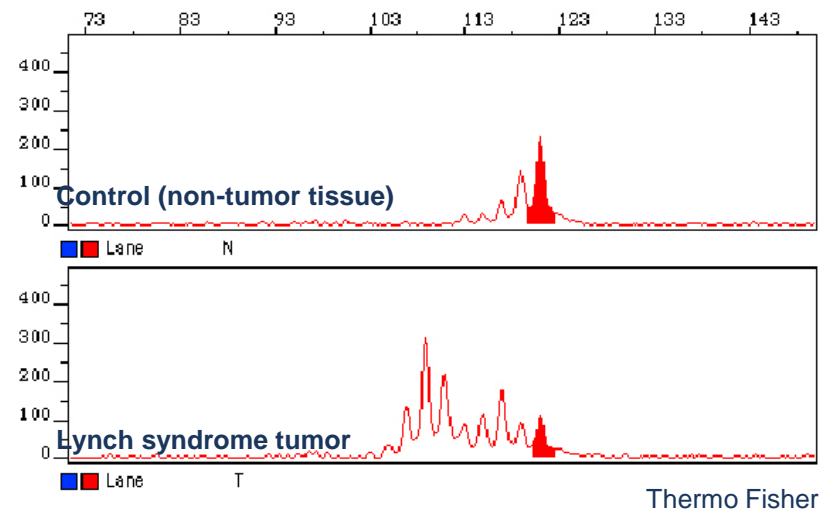 73 83 93 103 113 123 133 143
400
300
200
100
0
Control (non-tumor tissue)
Lane N
400
300
200
100
0
Lynch syndrome tumor
Lane T
Thermo Fisher